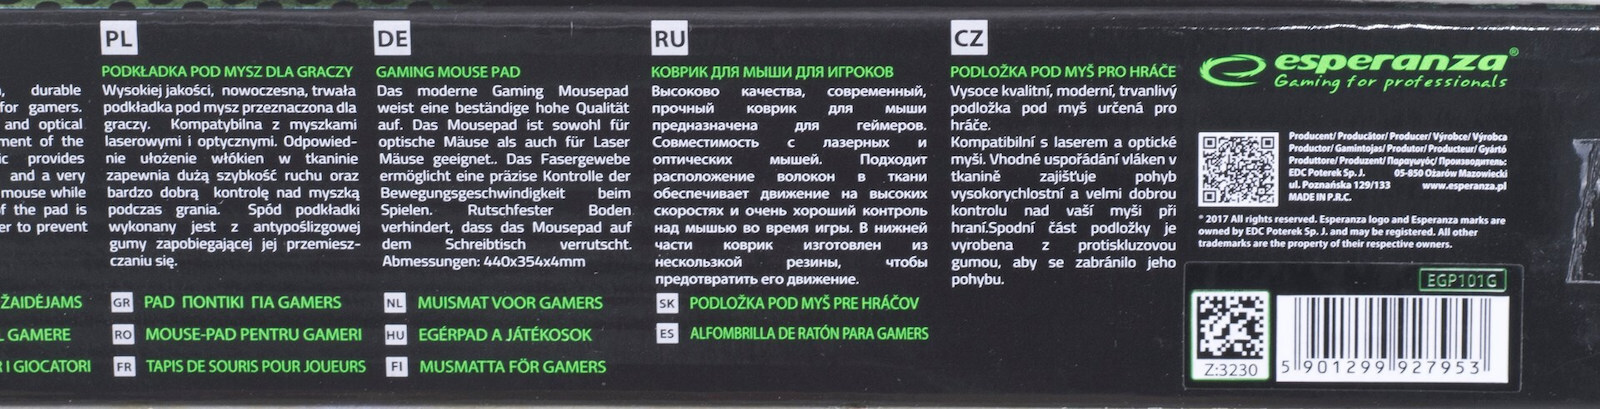 durable
for gamers.
and optical
ment of the
provides
and a very
mouse while
of the pad is
er to prevent
PL
PODKŁADKA POD MYSZ DLA GRACZY
Wysokiej jakości, nowoczesna, trwała
podkładka pod mysz przeznaczona dla
graczy. Kompatybilna z myszkami
laserowymi i optycznymi. Odpowied-
nie ułożenie włókien w tkaninie
zapewnia dużą szybkość ruchu oraz
bardzo dobrą kontrolę nad myszką
podczas grania. Spód podkładki
wykonany jest z antypoślizgowej
gumy zapobiegającej jej przemiesz-
czaniu się.
DE
GAMING MOUSE PAD
Das moderne Gaming Mousepad
weist eine beständige hohe Qualität
auf. Das Mousepad ist sowohl für
optische Mäuse als auch für Laser
Mäuse geeignet.. Das Fasergewebe
ermöglicht eine präzise Kontrolle der
Bewegungsgeschwindigkeit beim
Spielen. Rutschfester Boden
verhindert, dass das Mousepad auf
dem Schreibtisch verrutscht.
Abmessungen: 440x354x4mm
RU
КОВРИК ДЛЯ МЫШИ ДЛЯ ИГРОКОВ
Высоково качества, современный,
прочный коврик для мыши
предназначена для геймеров.
Совместимость с лазерных и
оптических мышей. Подходит
расположение волокон в ткани
обеспечивает движение на высоких
скоростях и очень хороший контроль
над мышью во время игры. В нижней
части коврик изготовлен из
нескользкой резины, чтобы
предотвратить его движение.
CZ
PODLOŽKA POD MYŠ PRO HRÁČE
Vysoce kvalitní, moderní, trvanlivý
podložka pod myš určená pro
hráče.
Kompatibilní s laserem a optické
myši. Vhodné uspořádání vláken v
tkanině zajišťuje pohyb
vysokorychlostní a velmi dobrou
kontrolu nad vaší myši při
hraní.Spodní část podložky je
vyrobena z protiskluzovou
gumou, aby se zabránilo jeho
pohybu.
ŽAIDĖJAMS
GAMERE
I GIOCATORI
GR PAD ΠΟΝΤΙΚΙ ΓΙΑ GAMERS
RO MOUSE-PAD PENTRU GAMERI
FR TAPIS DE SOURIS POUR JOUEURS
NL MUISMAT VOOR GAMERS
HU EGÉRPAD A JÁTÉKOSOK
FI MUSMATTA FÖR GAMERS
SK PODLOŽKA POD MYŠ PRE HRÁČOV
ES ALFOMBRILLA DE RATÓN PARA GAMERS
esperanza®
Gaming for professionals
Producent/ Producător/ Producer/ Výrobce/ Výrobca
Productor/ Gamintojas/ Produtor/ Producteur/ Gyártó
Produttore/ Produzent/ Παραγωγός/ Производитель:
EDC Poterek Sp. J. 05-850 Ożarów Mazowiecki
ul. Poznańska 129/133 www.esperanza.pl
MADE IN P.R.C.
® 2017 All rights reserved. Esperanza logo and Esperanza marks are
owned by EDC Poterek Sp. J. and may be registered. All other
trademarks are the property of their respective owners.
EGP101G
Z:3230
5 901299 927953